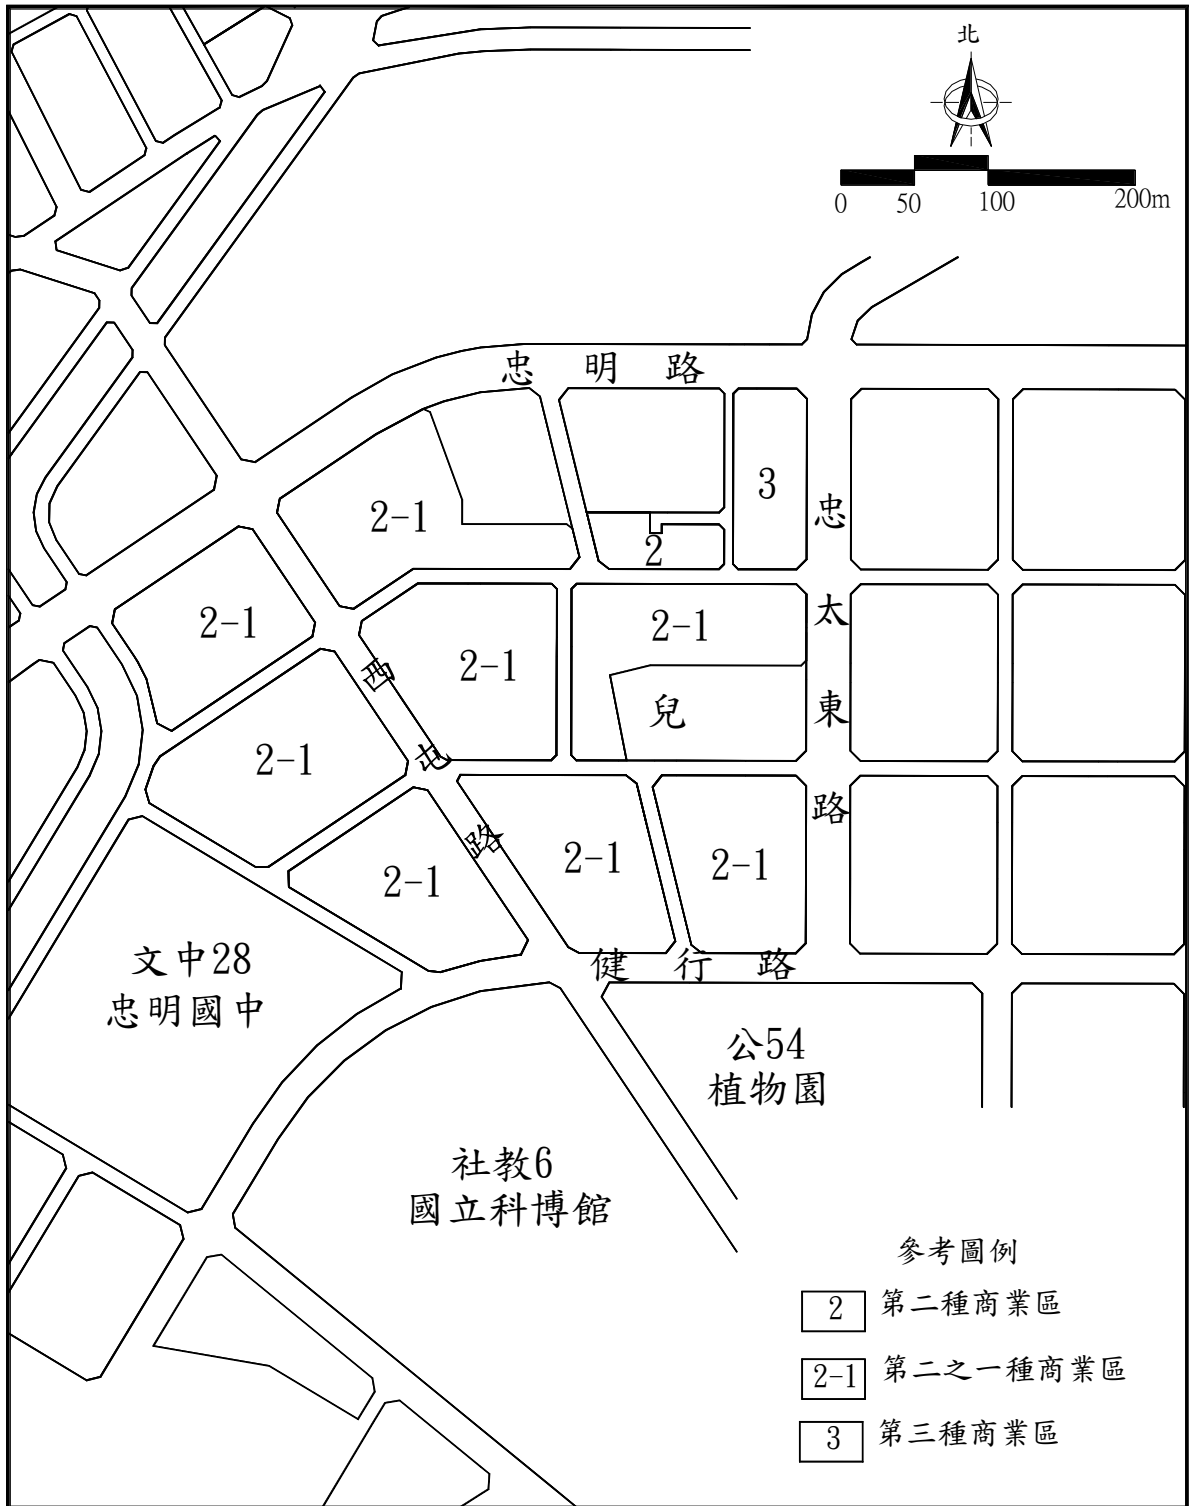 北
0 50 100 200m
忠明路
3
2-1
忠太東路
2
2-1
2-1
2-1
西屯路
2-1
兒
2-1
2-1
2-1
2-1
文中28
忠明國中
健行路
公54
植物園
社教6
國立科博館
參考圖例
2 第二種商業區
2-1 第二之一種商業區
3 第三種商業區